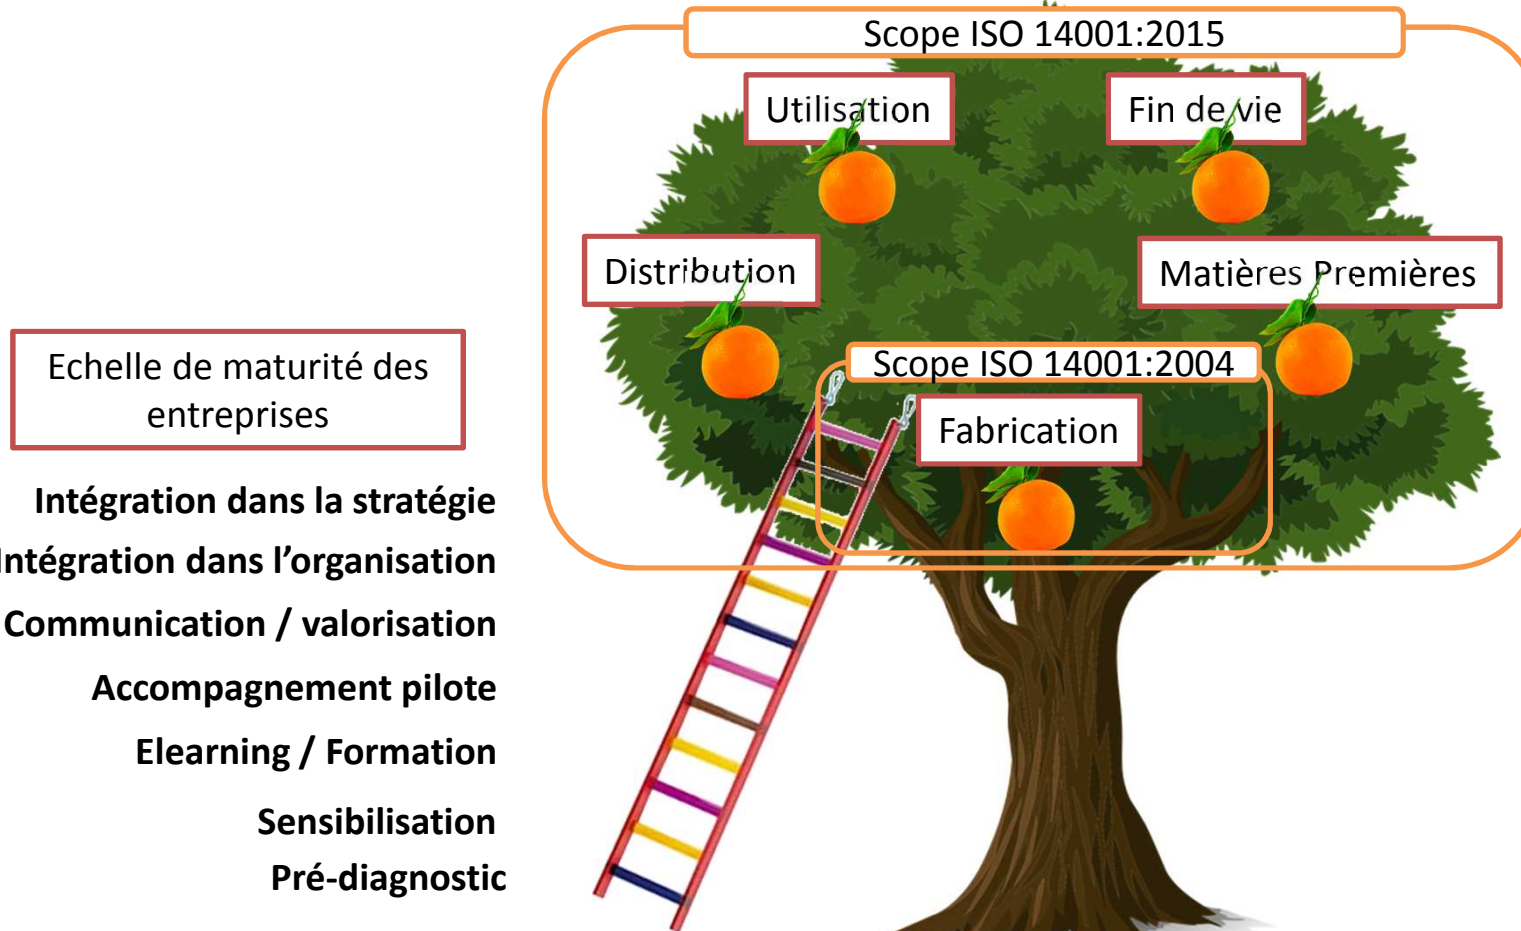 Scope ISO 14001:2015
Utilisation
Fin de vie
Distribution
Matières Premières
Scope ISO 14001:2004
Fabrication
Echelle de maturité des
entreprises
Intégration dans la stratégie
Intégration dans l’organisation
Communication / valorisation
Accompagnement pilote
Elearning / Formation
Sensibilisation
Pré-diagnostic